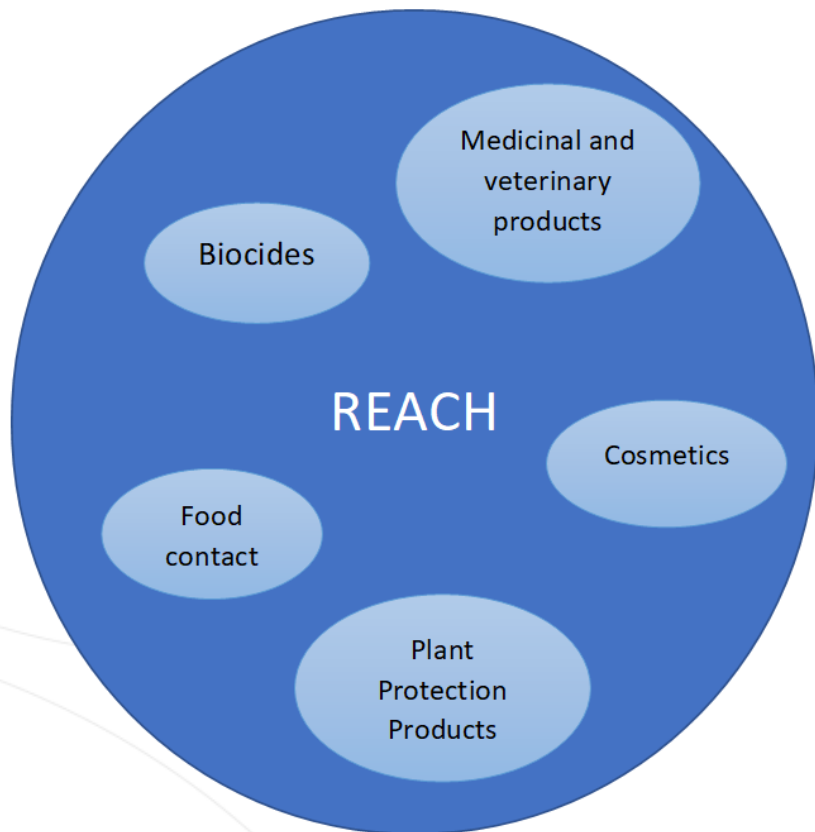 Medicinal and
veterinary
products
Biocides
REACH
Cosmetics
Food
contact
Plant
Protection
Products